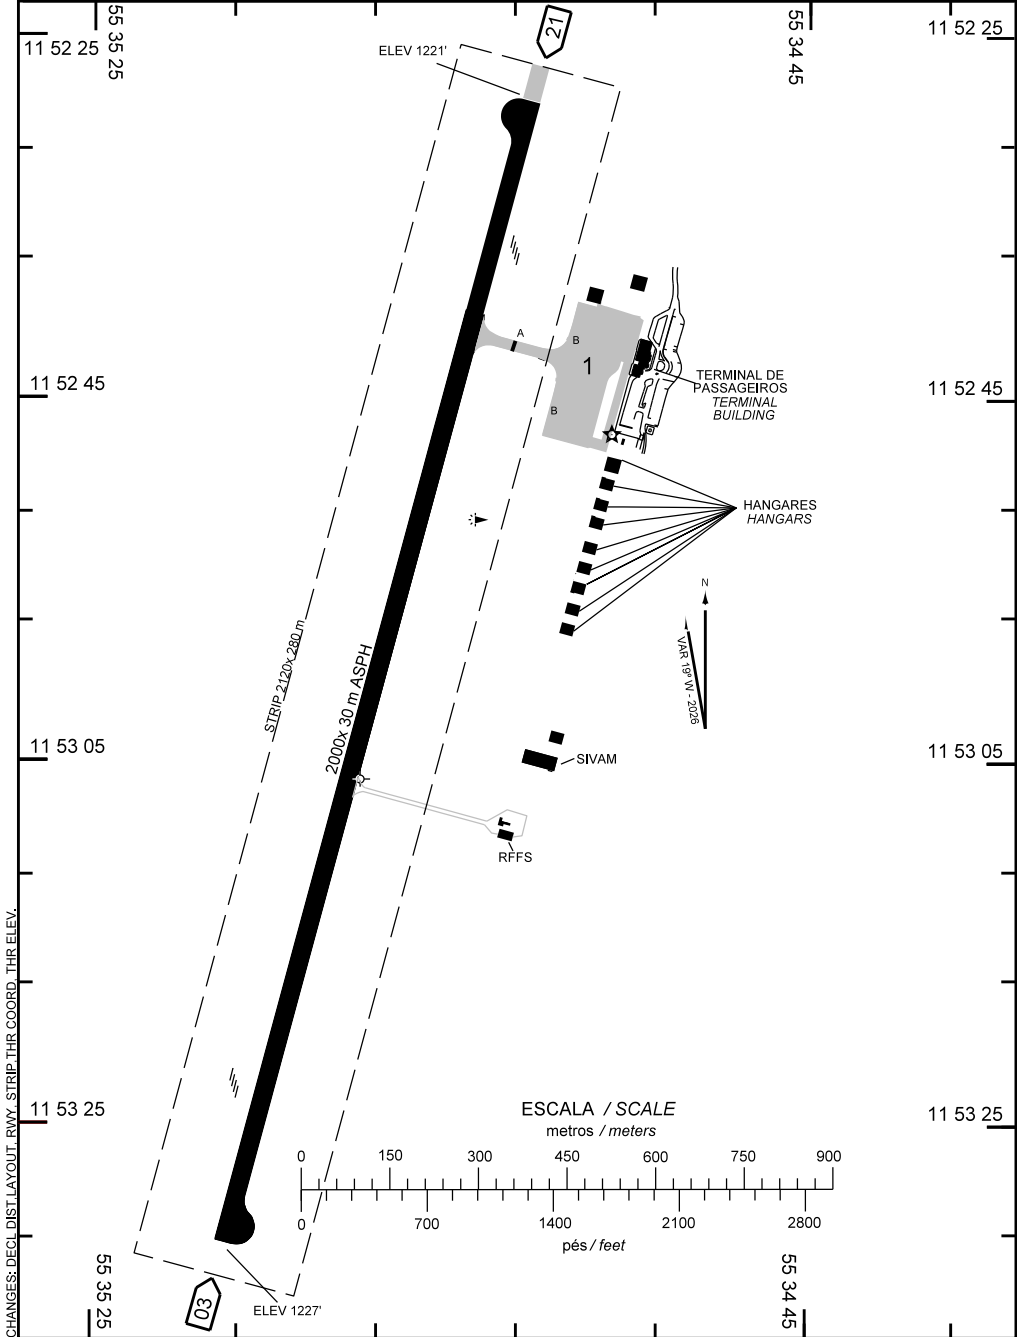 55 35 25
55 34 45
11 52 25
11 52 25
21
ELEV 1221'
A
B
1
B
11 52 45
11 52 45
TERMINAL DE
PASSAGEIROS
TERMINAL
BUILDING
HANGARES
HANGARS
N
VAR 19º W - 2026
STRIP 2120x 280 m
2000x 30 m ASPH
11 53 05
11 53 05
SIVAM
RFFS
11 53 25
11 53 25
ESCALA / SCALE
metros / meters
0 150 300 450 600 750 900
0 700 1400 2100 2800
pés / feet
03
ELEV 1227'
55 35 25
55 34 45
CHANGES: DECL DIST, LAYOUT, RWY, STRIP, THR COORD, THR ELEV.